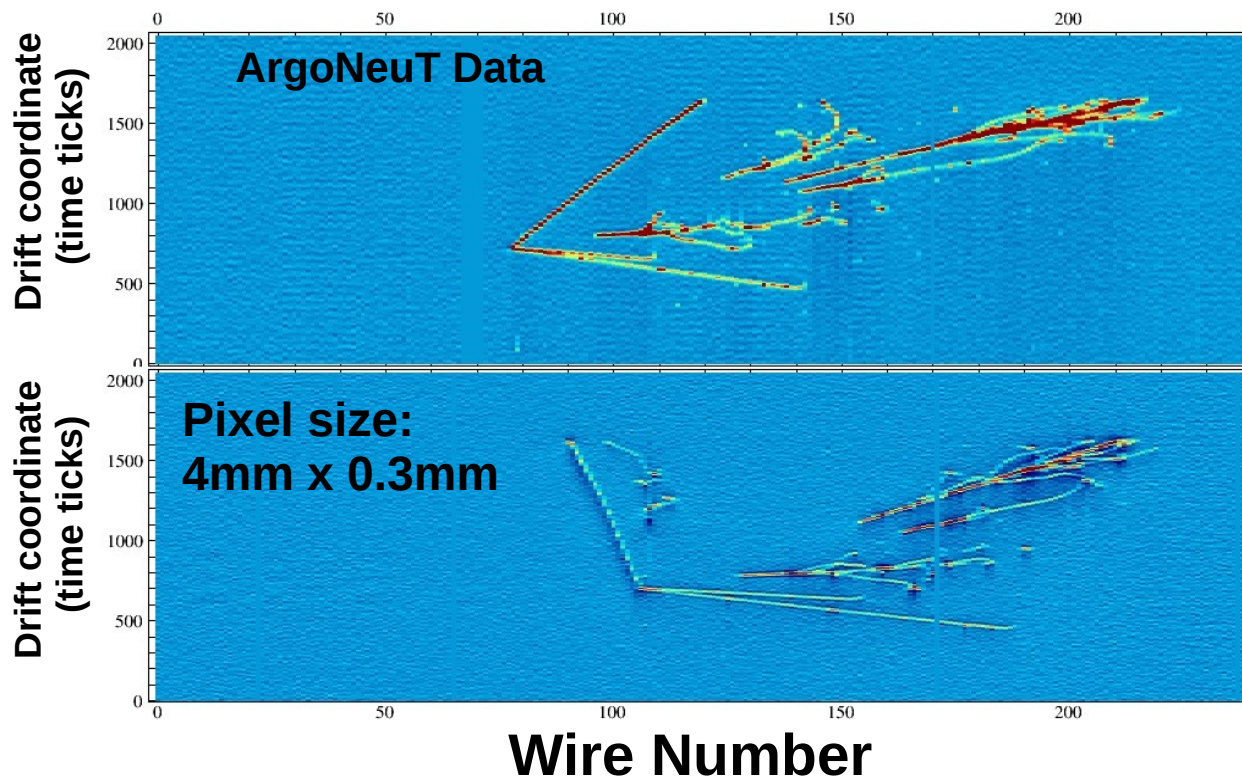 0 50 100 150 200
2000
1500
1000
500
0
Drift coordinate
(time ticks)
ArgoNeuT Data
2000
1500
1000
500
0
Drift coordinate
(time ticks)
Pixel size:
4mm x 0.3mm
0 50 100 150 200
Wire Number